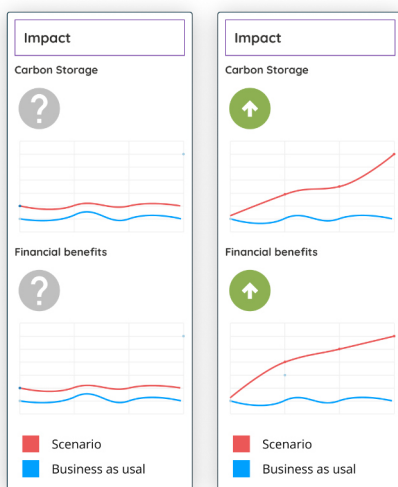 Impact
Carbon Storage
?
Financial benefits
?
Scenario
Business as usal
Impact
Carbon Storage
Financial benefits
Scenario
Business as usal